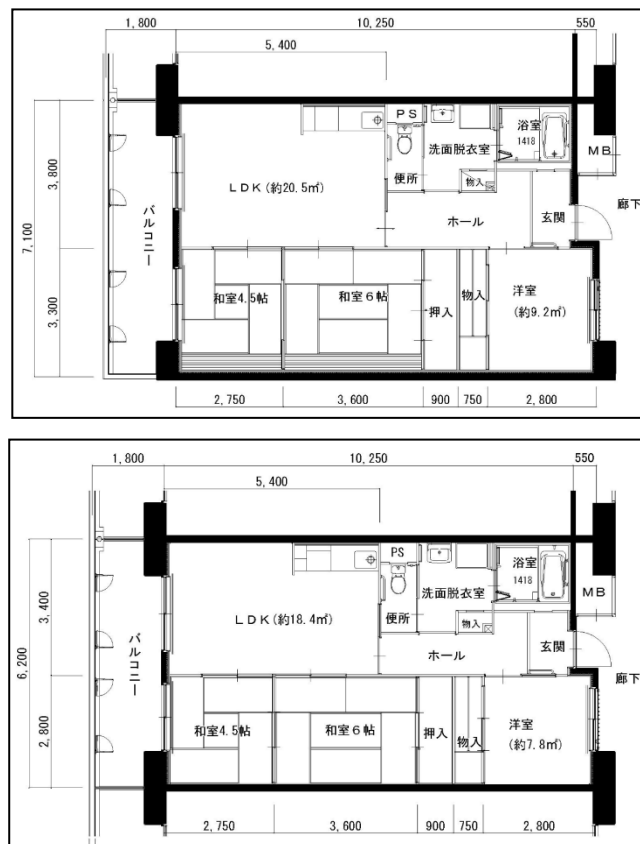 1,800
10,250
550
5,400
7,100
3,800
3,300
バルコニー
LDK(約20.5㎡)
PS
便所
洗面脱衣室
物入
浴室
1418
MB
ホール
玄関
廊下
和室4.5帖
和室6帖
押入
物入
洋室
(約9.2㎡)
2,750
3,600
900
750
2,800
1,800
10,250
550
5,400
6,200
3,400
2,800
バルコニー
LDK(約18.4㎡)
PS
便所
洗面脱衣室
物入
浴室
1418
MB
ホール
玄関
廊下
和室4.5帖
和室6帖
押入
物入
洋室
(約7.8㎡)
2,750
3,600
900
750
2,800